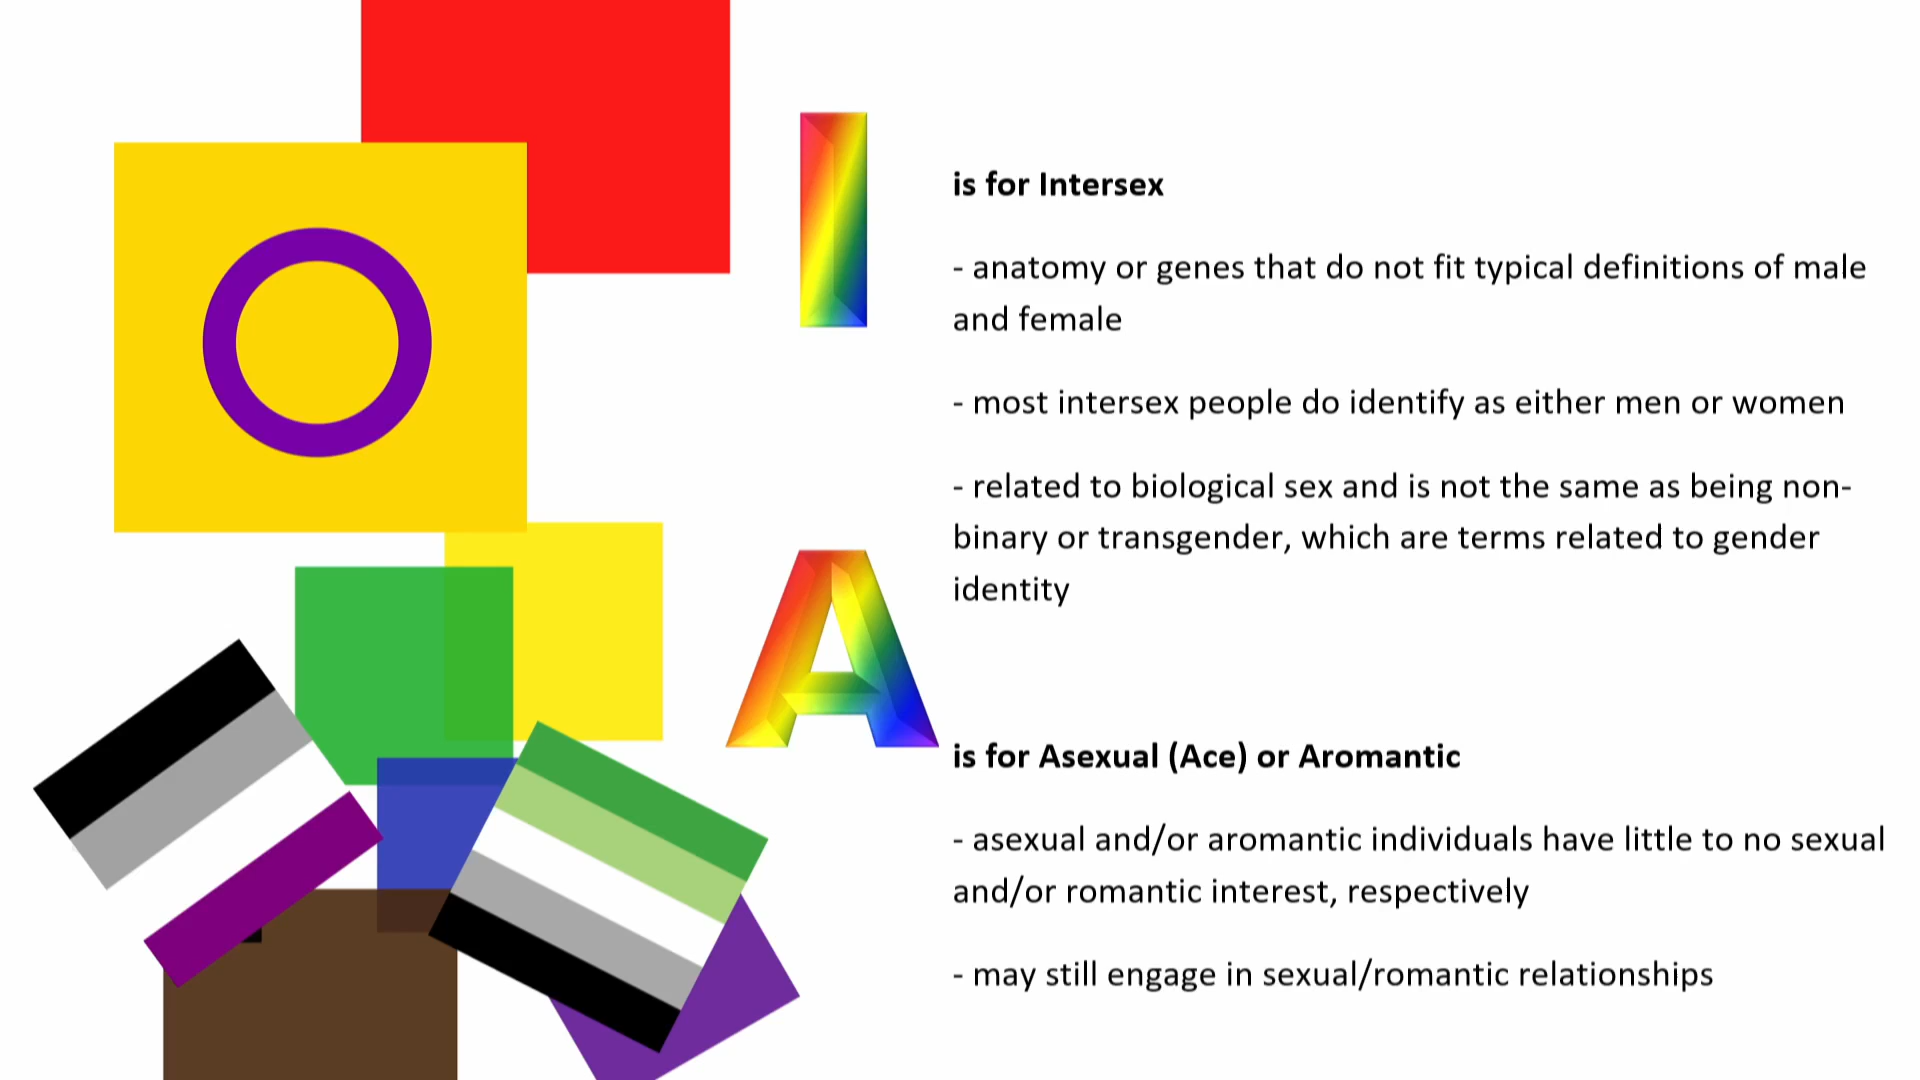 I
is for Intersex
- anatomy or genes that do not fit typical definitions of male
and female
- most intersex people do identify as either men or women
- related to biological sex and is not the same as being non-
binary or transgender, which are terms related to gender
identity
A
is for Asexual (Ace) or Aromantic
- asexual and/or aromantic individuals have little to no sexual
and/or romantic interest, respectively
- may still engage in sexual/romantic relationships